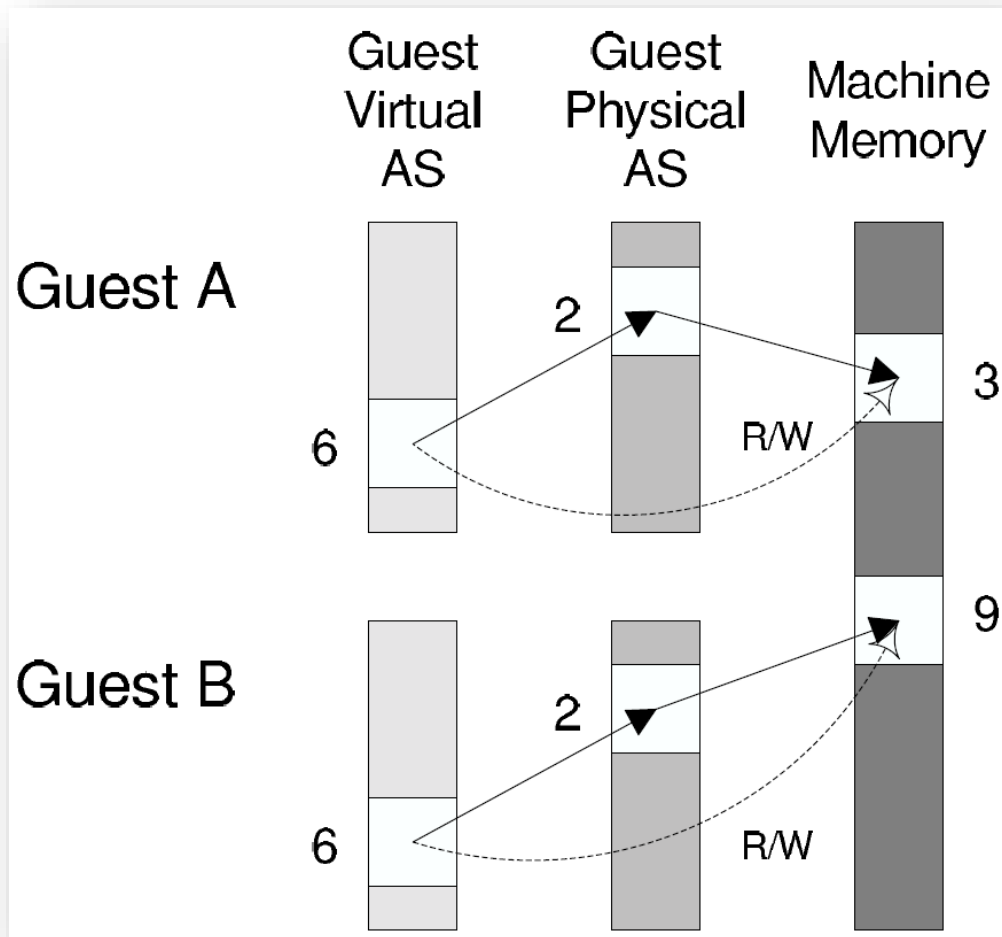 Guest
Virtual
AS
Guest
Physical
AS
Machine
Memory
Guest A
2
3
6
R/W
9
Guest B
2
6
R/W